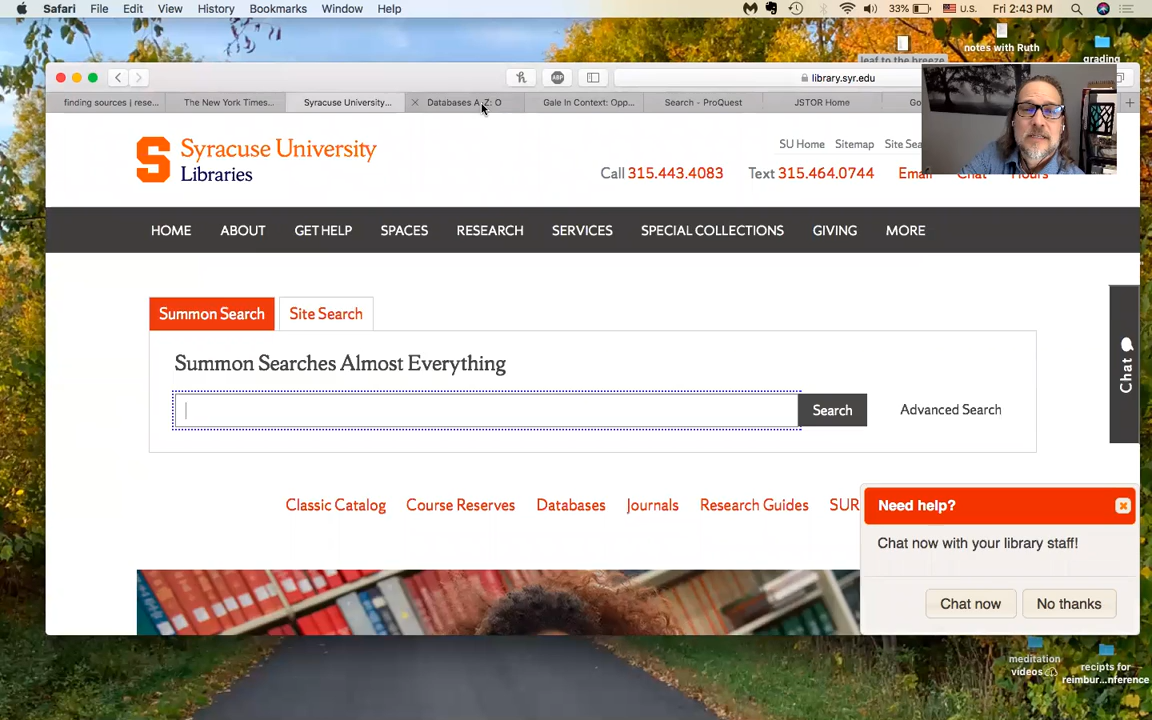 Safari File Edit View History Bookmarks Window Help 33% U.S. Fri 2:43 PM
leaf to the breeze
notes with Ruth
grading
ABP library.syr.edu
finding sources | rese... The New York Times... Syracuse University... Databases A-Z: O Gale In Context: Opp... Search - ProQuest JSTOR Home Go
S Syracuse University
Libraries
SU Home Sitemap Site Sea
Call 315.443.4083 Text 315.464.0744 Email Chat Hours
HOME ABOUT GET HELP SPACES RESEARCH SERVICES SPECIAL COLLECTIONS GIVING MORE
Summon Search Site Search
Summon Searches Almost Everything
Search Advanced Search
Chat
Classic Catalog Course Reserves Databases Journals Research Guides SUR
Need help?
Chat now with your library staff!
Chat now No thanks
meditation
videos
recipts for
reimbur...nference